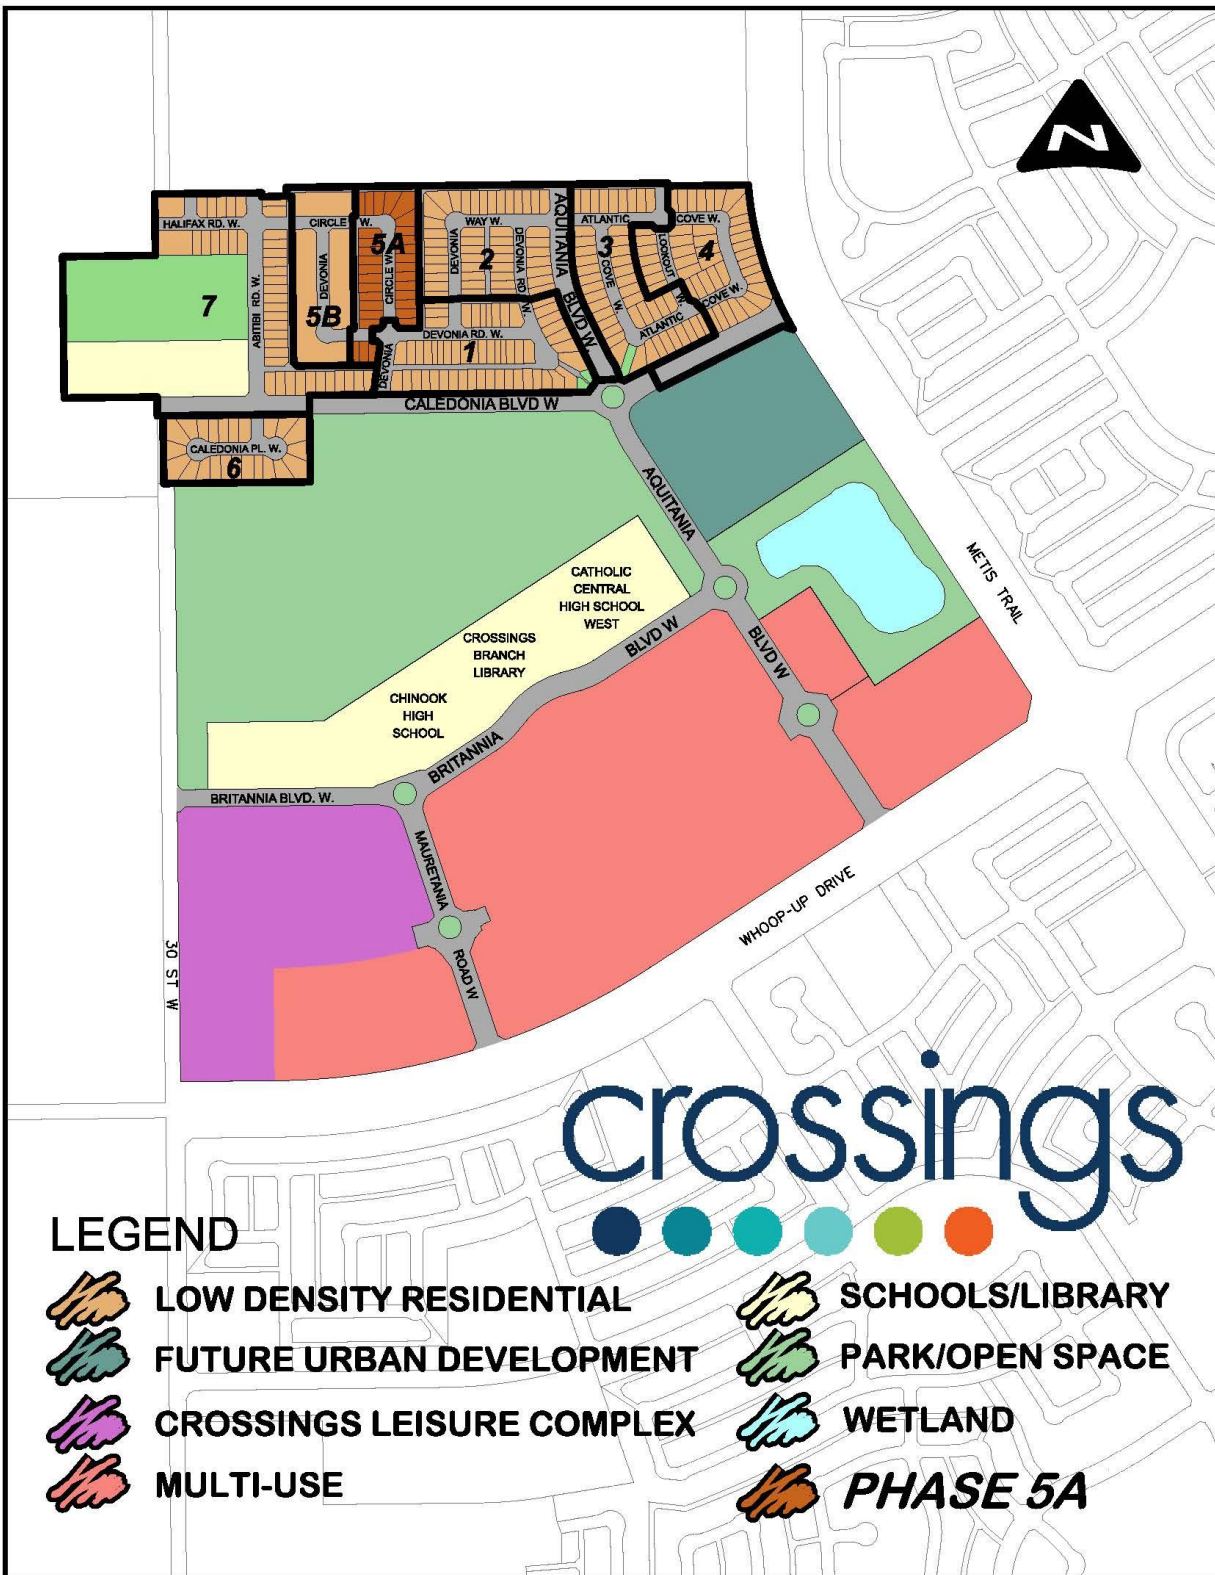 N
HALIFAX RD. W.
CIRCLE W.
5A
WAY W.
AQUITANIA
ATLANTIC
COVE W.
DEVONIA
2
DEVONIA RD W.
3
LOOKOUT W.
4
7
ABITIBI RD. W.
DEVONIA
CIRCLE W.
COVE W.
COVE W.
5B
BLVD W.
ATLANTIC
DEVONIA RD. W.
1
DEVONIA
CALEDONIA BLVD W
CALEDONIA PL. W.
6
AQUITANIA
METIS TRAIL
CATHOLIC
CENTRAL
HIGH SCHOOL
WEST
CROSSINGS
BRANCH
LIBRARY
BLVD W
BLVD W
CHINOOK
HIGH
SCHOOL
BRITANNIA
BRITANNIA BLVD. W.
MAURETANIA
ROAD W
WHOOP-UP DRIVE
30 ST W
crossings
LEGEND
LOW DENSITY RESIDENTIAL
FUTURE URBAN DEVELOPMENT
CROSSINGS LEISURE COMPLEX
MULTI-USE
SCHOOLS/LIBRARY
PARK/OPEN SPACE
WETLAND
PHASE 5A